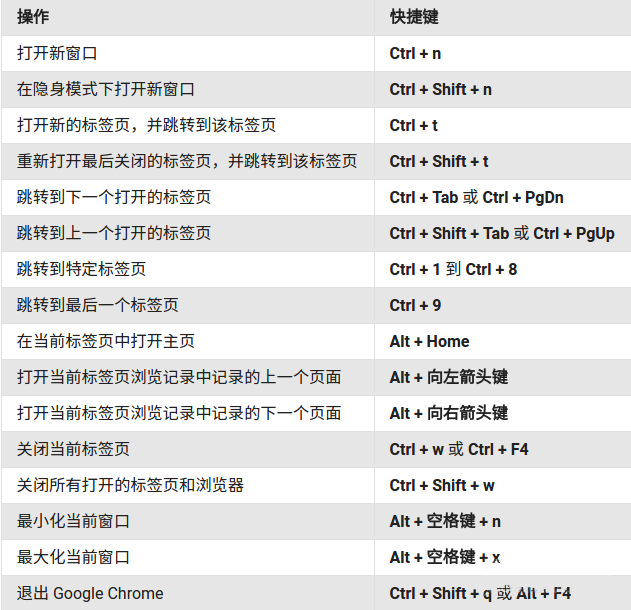 操作 快捷键
打开新窗口 Ctrl + n
在隐身模式下打开新窗口 Ctrl + Shift + n
打开新的标签页，并跳转到该标签页 Ctrl + t
重新打开最后关闭的标签页，并跳转到该标签页 Ctrl + Shift + t
跳转到下一个打开的标签页 Ctrl + Tab 或 Ctrl + PgDn
跳转到上一个打开的标签页 Ctrl + Shift + Tab 或 Ctrl + PgUp
跳转到特定标签页 Ctrl + 1 到 Ctrl + 8
跳转到最后一个标签页 Ctrl + 9
在当前标签页中打开主页 Alt + Home
打开当前标签页浏览记录中记录的上一个页面 Alt + 向左箭头键
打开当前标签页浏览记录中记录的下一个页面 Alt + 向右箭头键
关闭当前标签页 Ctrl + w 或 Ctrl + F4
关闭所有打开的标签页和浏览器 Ctrl + Shift + w
最小化当前窗口 Alt + 空格键 + n
最大化当前窗口 Alt + 空格键 + x
退出 Google Chrome Ctrl + Shift + q 或 Alt + F4